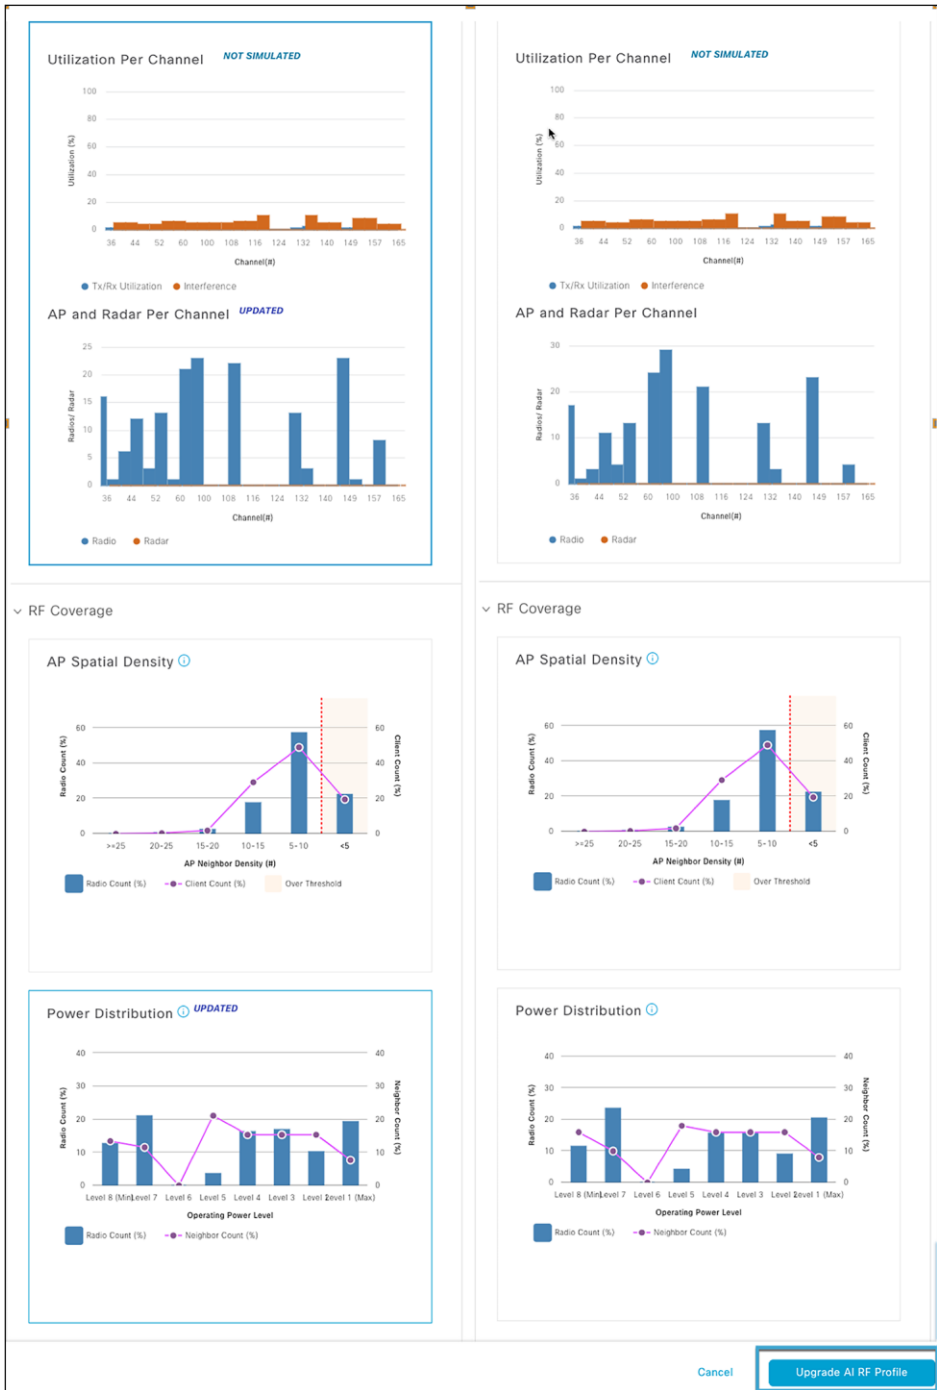 Utilization Per Channel NOT SIMULATED
100
80
60
40
20
0
Utilization (%)
36 44 52 60 100 108 116 124 132 140 149 157 165
Channel(#)
Tx/Rx Utilization Interference
AP and Radar Per Channel UPDATED
25
20
15
10
5
0
Radios/ Radar
36 44 52 60 100 108 116 124 132 140 149 157 165
Channel(#)
Radio Radar
Utilization Per Channel NOT SIMULATED
100
80
60
40
20
0
Utilization (%)
36 44 52 60 100 108 116 124 132 140 149 157 165
Channel(#)
Tx/Rx Utilization Interference
AP and Radar Per Channel
30
20
10
0
Radios/ Radar
36 44 52 60 100 108 116 124 132 140 149 157 165
Channel(#)
Radio Radar
RF Coverage
AP Spatial Density
60 60
40 40
20 20
0 0
Radio Count (%)
Client Count (%)
>=25 20-25 15-20 10-15 5-10 <5
AP Neighbor Density (#)
Radio Count (%) Client Count (%) Over Threshold
RF Coverage
AP Spatial Density
60 60
40 40
20 20
0 0
Radio Count (%)
Client Count (%)
>=25 20-25 15-20 10-15 5-10 <5
AP Neighbor Density (#)
Radio Count (%) Client Count (%) Over Threshold
Power Distribution UPDATED
40 40
30 30
20 20
10 10
0 0
Radio Count (%)
Neighbor Count (%)
Level 8 (Min) Level 7 Level 6 Level 5 Level 4 Level 3 Level 2 Level 1 (Max)
Operating Power Level
Radio Count (%) Neighbor Count (%)
Power Distribution
40 40
30 30
20 20
10 10
0 0
Radio Count (%)
Neighbor Count (%)
Level 8 (Min) Level 7 Level 6 Level 5 Level 4 Level 3 Level 2 Level 1 (Max)
Operating Power Level
Radio Count (%) Neighbor Count (%)
Cancel Upgrade AI RF Profile